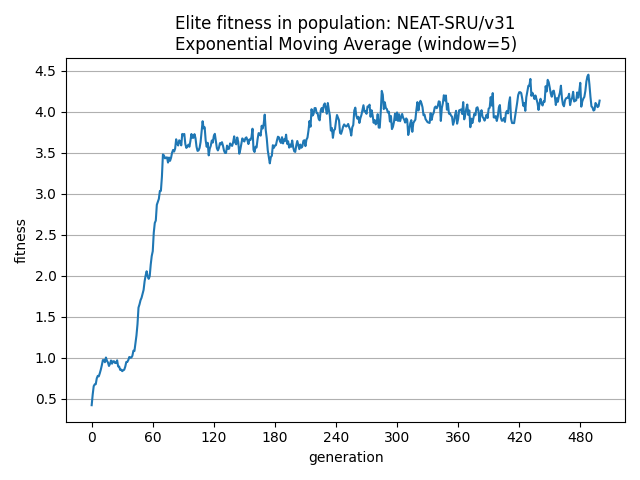 Elite fitness in population: NEAT-SRU/v31
Exponential Moving Average (window=5)
4.5
4.0
3.5
3.0
2.5
2.0
1.5
1.0
0.5
fitness
0 60 120 180 240 300 360 420 480
generation